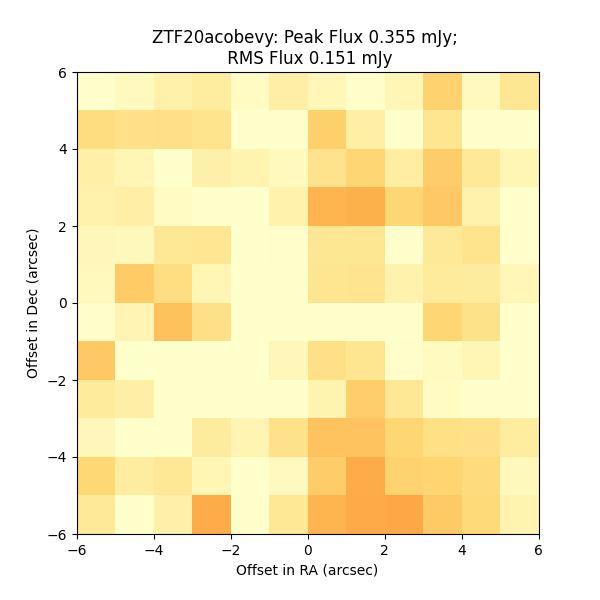 ZTF20acobevy: Peak Flux 0.355 mJy;
RMS Flux 0.151 mJy
6
4
2
0
−2
−4
−6
Offset in Dec (arcsec)
−6 −4 −2 0 2 4 6
Offset in RA (arcsec)